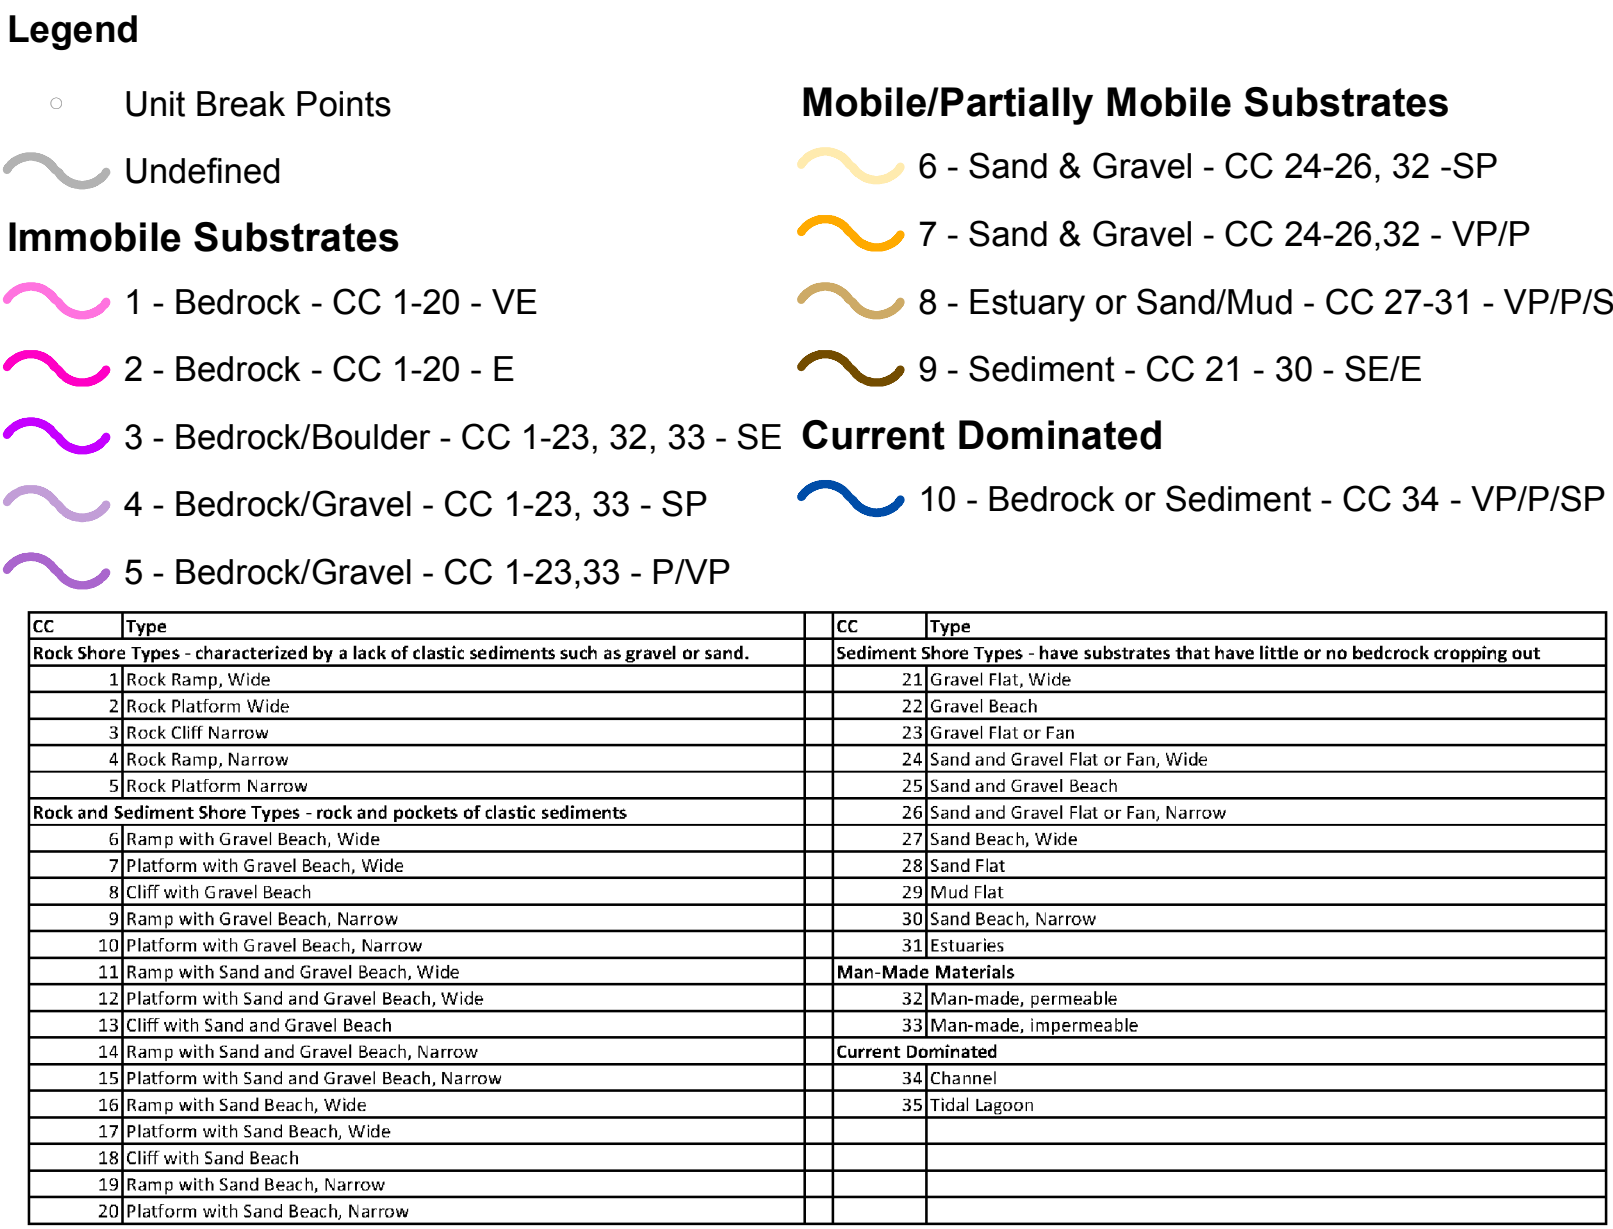 Legend
Unit Break Points
Undefined
Immobile Substrates
1 - Bedrock - CC 1-20 - VE
2 - Bedrock - CC 1-20 - E
3 - Bedrock/Boulder - CC 1-23, 32, 33 - SE
4 - Bedrock/Gravel - CC 1-23, 33 - SP
5 - Bedrock/Gravel - CC 1-23,33 - P/VP
Mobile/Partially Mobile Substrates
6 - Sand & Gravel - CC 24-26, 32 -SP
7 - Sand & Gravel - CC 24-26,32 - VP/P
8 - Estuary or Sand/Mud - CC 27-31 - VP/P/S
9 - Sediment - CC 21 - 30 - SE/E
Current Dominated
10 - Bedrock or Sediment - CC 34 - VP/P/SP
CC Type
Rock Shore Types - characterized by a lack of clastic sediments such as gravel or sand.
1 Rock Ramp, Wide
2 Rock Platform Wide
3 Rock Cliff Narrow
4 Rock Ramp, Narrow
5 Rock Platform Narrow
Rock and Sediment Shore Types - rock and pockets of clastic sediments
6 Ramp with Gravel Beach, Wide
7 Platform with Gravel Beach, Wide
8 Cliff with Gravel Beach
9 Ramp with Gravel Beach, Narrow
10 Platform with Gravel Beach, Narrow
11 Ramp with Sand and Gravel Beach, Wide
12 Platform with Sand and Gravel Beach, Wide
13 Cliff with Sand and Gravel Beach
14 Ramp with Sand and Gravel Beach, Narrow
15 Platform with Sand and Gravel Beach, Narrow
16 Ramp with Sand Beach, Wide
17 Platform with Sand Beach, Wide
18 Cliff with Sand Beach
19 Ramp with Sand Beach, Narrow
20 Platform with Sand Beach, Narrow
CC Type
Sediment Shore Types - have substrates that have little or no bedcrock cropping out
21 Gravel Flat, Wide
22 Gravel Beach
23 Gravel Flat or Fan
24 Sand and Gravel Flat or Fan, Wide
25 Sand and Gravel Beach
26 Sand and Gravel Flat or Fan, Narrow
27 Sand Beach, Wide
28 Sand Flat
29 Mud Flat
30 Sand Beach, Narrow
31 Estuaries
Man-Made Materials
32 Man-made, permeable
33 Man-made, impermeable
Current Dominated
34 Channel
35 Tidal Lagoon